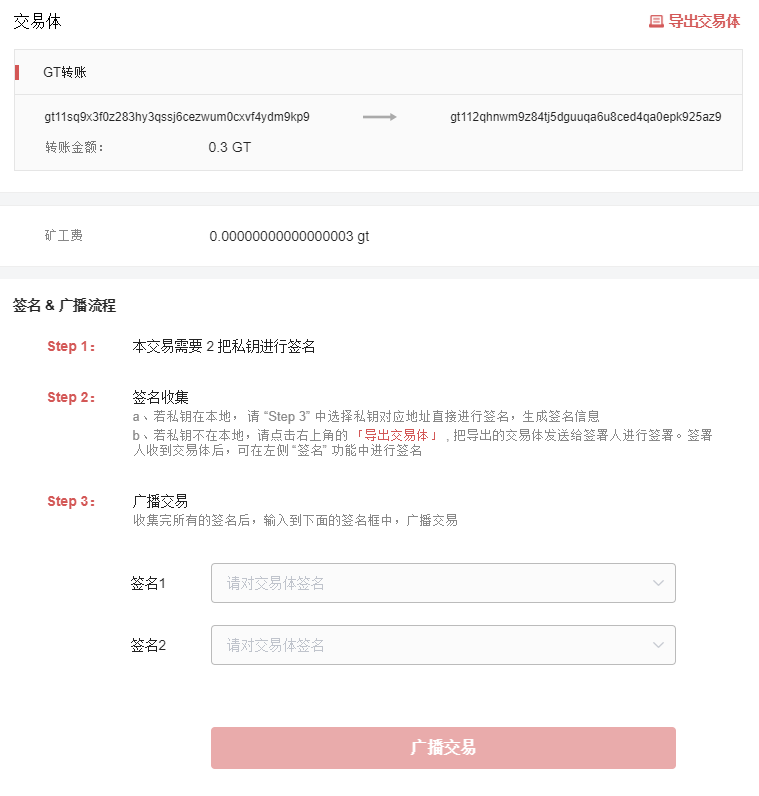 交易体
导出交易体
GT转账
gt11sq9x3f0z283hy3qssj6cezwum0cxvf4ydm9kp9
gt112qhnwm9z84tj5dguuqa6u8ced4qa0epk925az9
转账金额：
0.3 GT
矿工费
0.00000000000000003 gt
签名 & 广播流程
Step 1：
本交易需要 2 把私钥进行签名
Step 2：
签名收集
a、若私钥在本地， 请 “Step 3” 中选择私钥对应地址直接进行签名，生成签名信息
b、若私钥不在本地，请点击右上角的「导出交易体」, 把导出的交易体发送给签署人进行签署。签署
人收到交易体后，可在左侧 “签名” 功能中进行签名
Step 3：
广播交易
收集完所有的签名后，输入到下面的签名框中，广播交易
签名1
请对交易体签名
签名2
请对交易体签名
广播交易